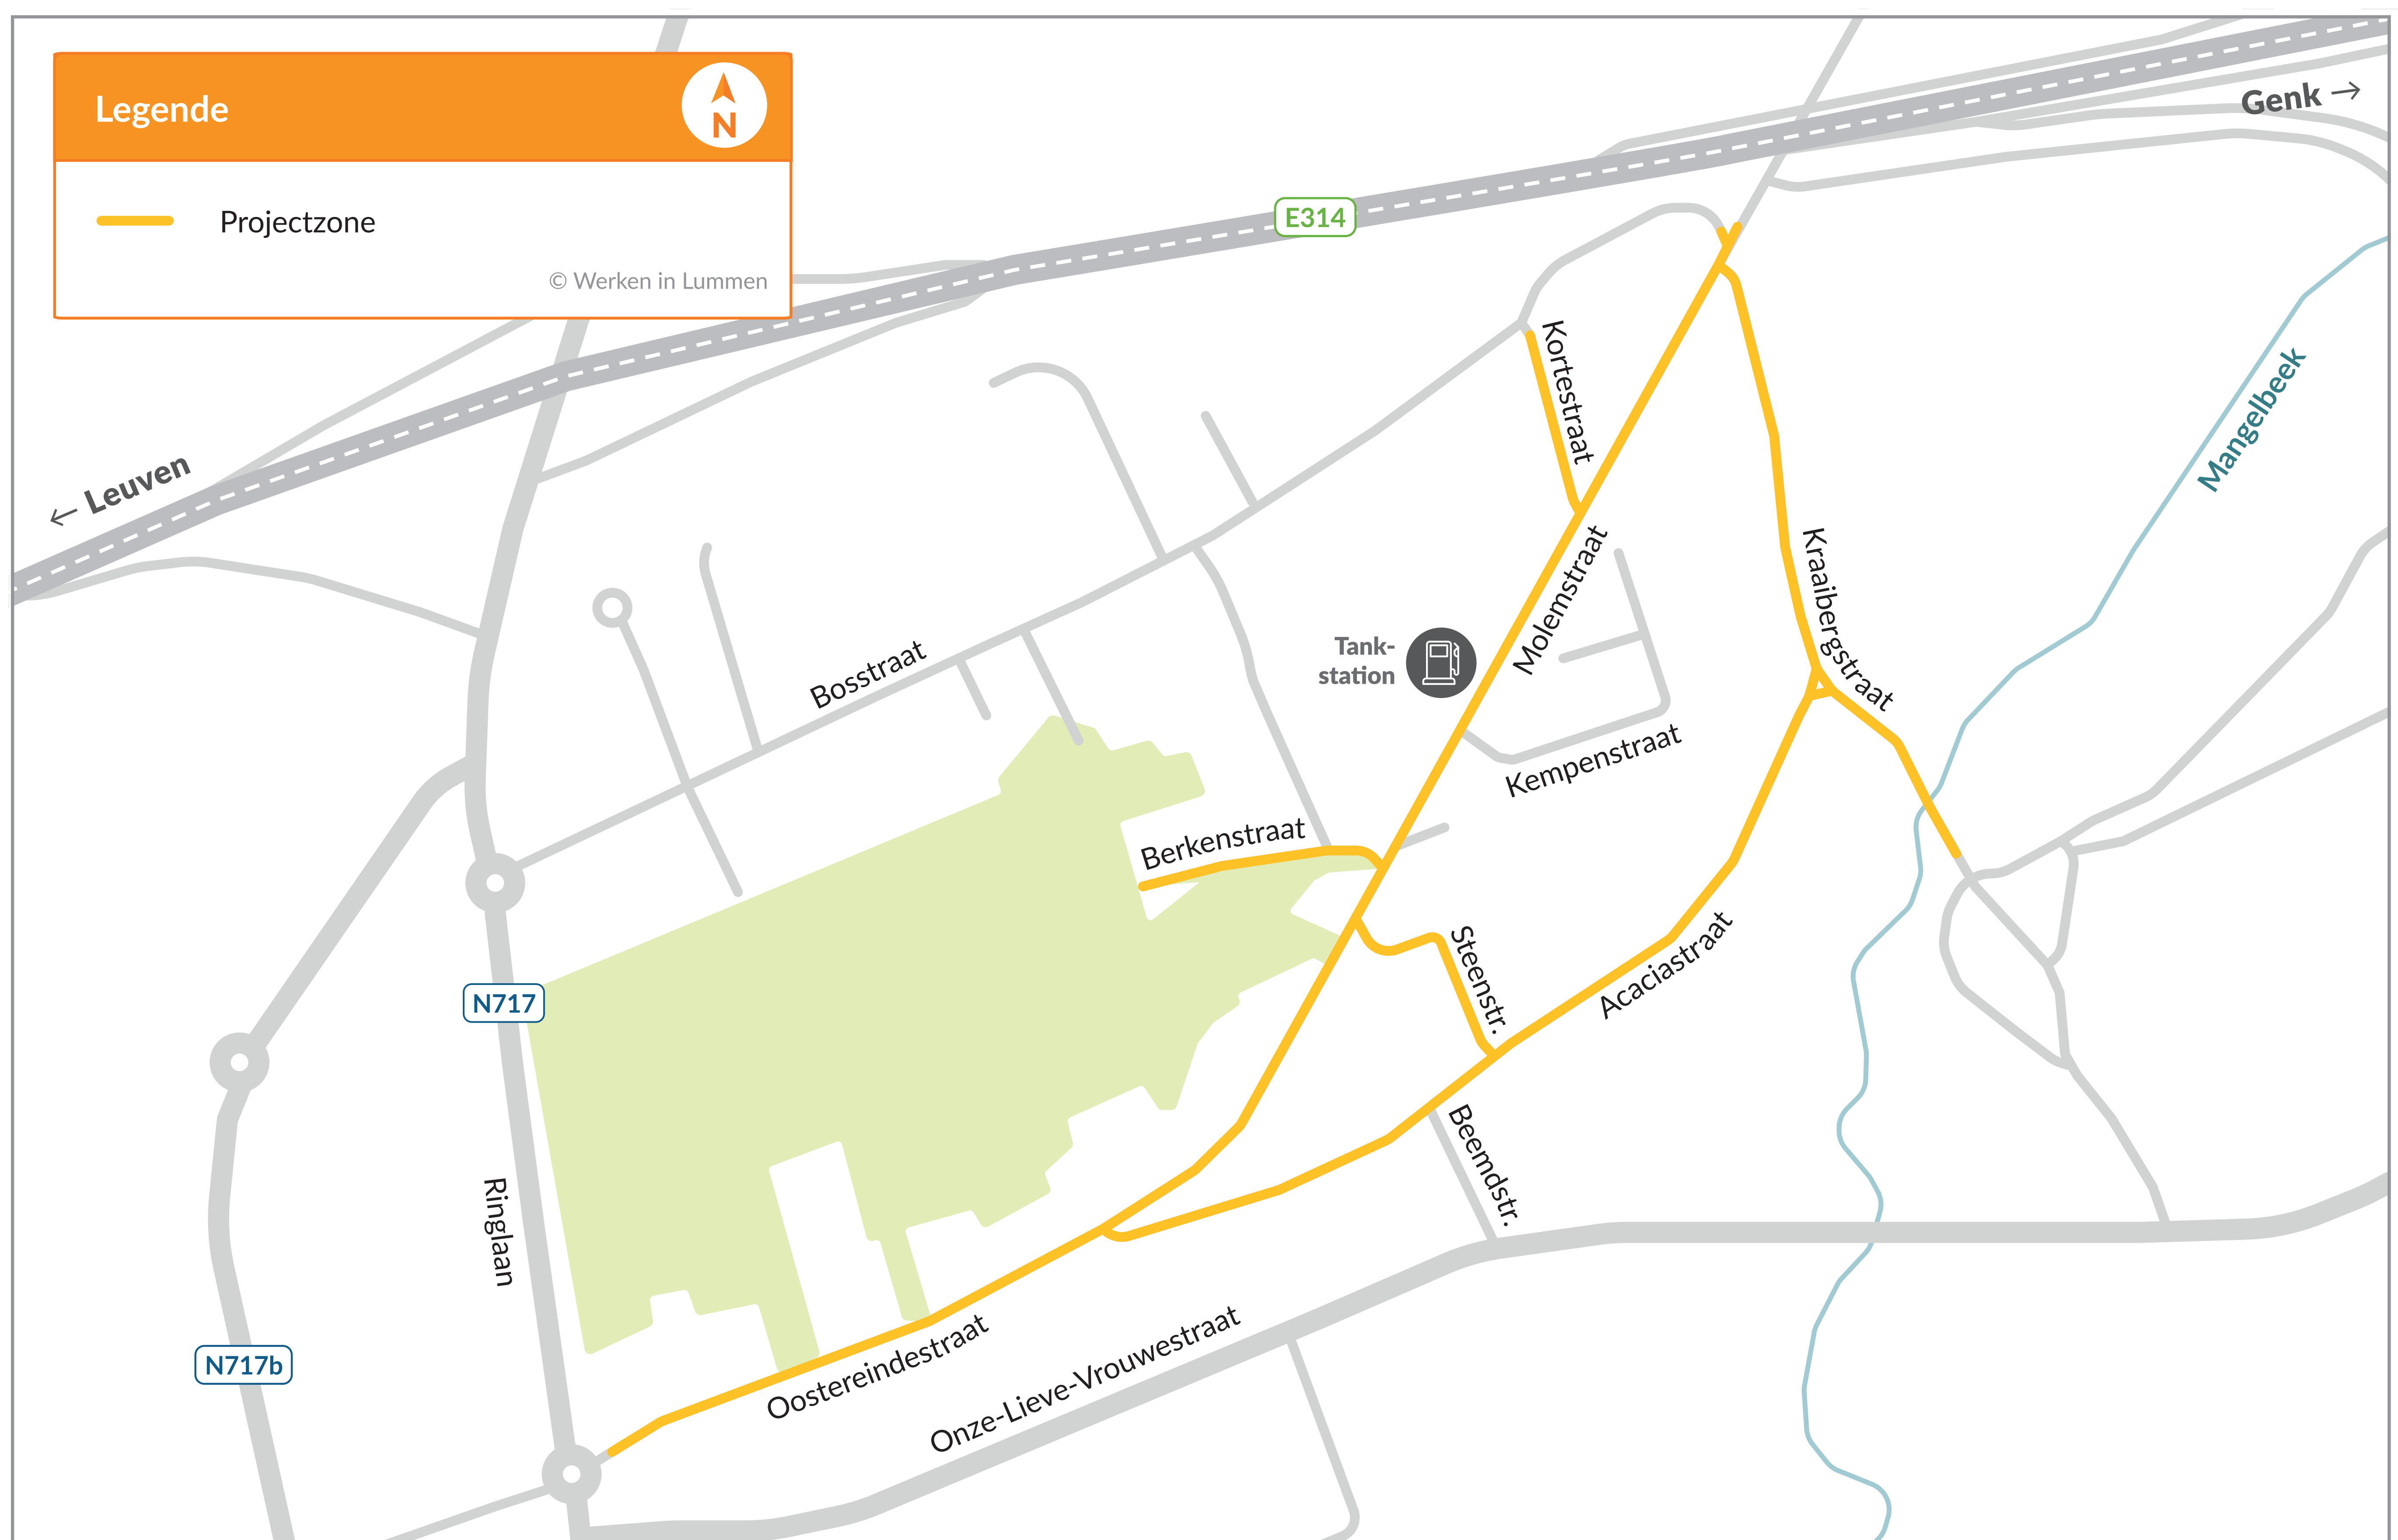 Legende
N
Projectzone
© Werken in Lummen
Genk →
E314
← Leuven
Mangelbeek
Kortestraat
Molemstraat
Kraaibergstraat
Tank-
station
Bosstraat
Kempenstraat
Berkenstraat
Steenstr.
Acaciastraat
N717
Beemdstr.
Ringlaan
N717b
Oostereindestraat
Onze-Lieve-Vrouwestraat